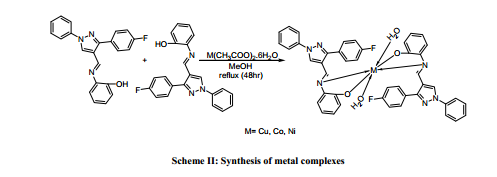 N
N
F
N
OH
+
HO
N
F
N
N
M(CH3COO)2.6H2O
MeOH
reflux (48hr)
N
N
F
N
O
M
H2O
H2O
O
N
F
N
N
M= Cu, Co, Ni
Scheme II: Synthesis of metal complexes